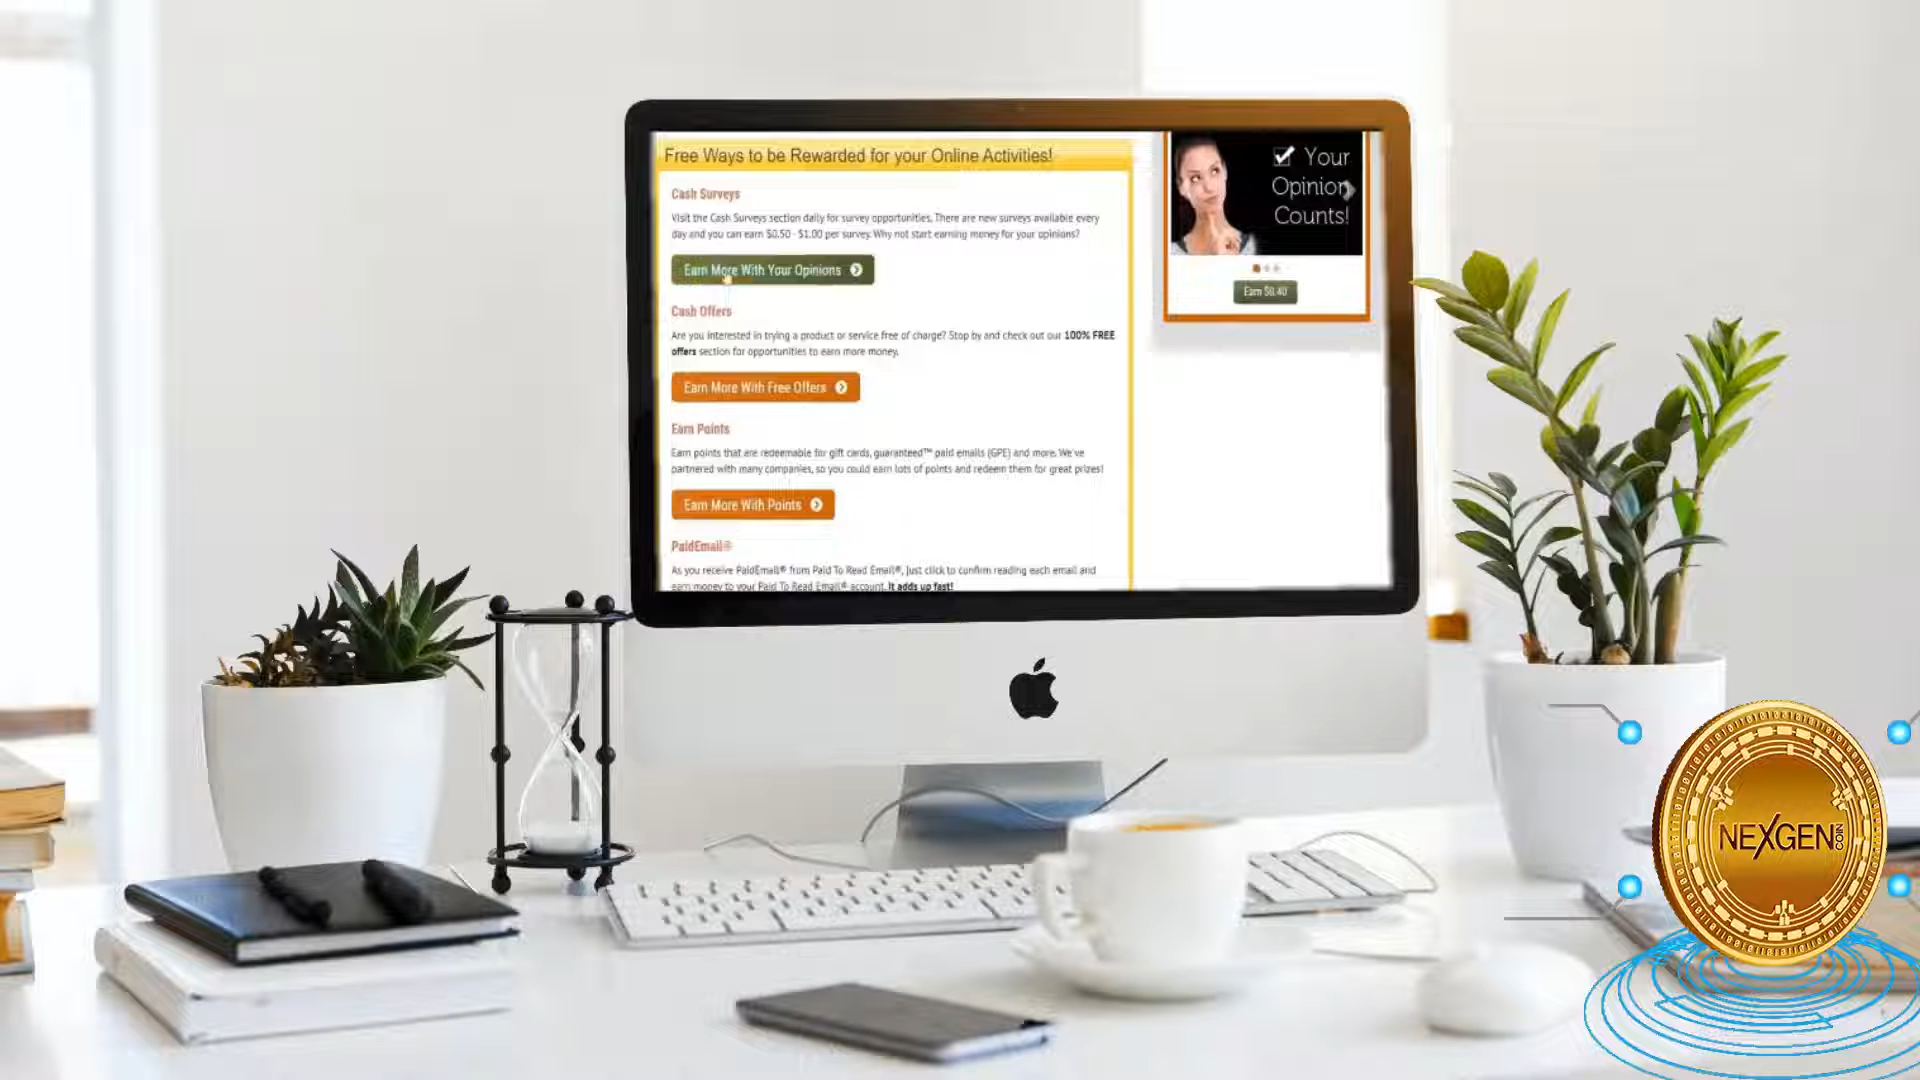 Free Ways to be Rewarded for your Online Activities!
Cash Surveys
Visit the Cash Surveys section daily for survey opportunities. There are new surveys available every
day and you can earn $0.50 - $1.00 per survey. Why not start earning money for your opinions?
Earn More With Your Opinions
Cash Offers
Are you interested in trying a product or service free of charge? Stop by and check out our 100% FREE
offers section for opportunities to earn more money.
Earn More With Free Offers
Earn Points
Earn points that are redeemable for gift cards, guaranteed™ paid emails (GPE) and more. We've
partnered with many companies, so you could earn lots of points and redeem them for great prizes!
Earn More With Points
PaidEmail®
As you receive PaidEmail® from Paid To Read Email®, just click to confirm reading each email and
earn money to your Paid To Read Email® account. It adds up fast!
Your
Opinion
Counts!
Earn $0.40
NEXGEN COIN